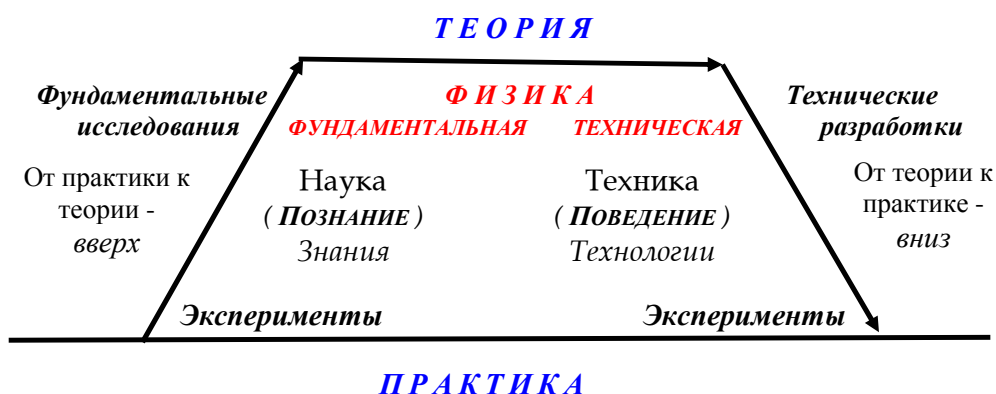 Т Е О Р И Я
Фундаментальные
исследования
От практики к
теории -
вверх
Ф И З И К А
ФУНДАМЕНТАЛЬНАЯ ТЕХНИЧЕСКАЯ
Наука
( ПОЗНАНИЕ )
Знания
Техника
( ПОВЕДЕНИЕ )
Технологии
Технические
разработки
От теории к
практике -
вниз
Эксперименты
Эксперименты
П Р А К Т И К А